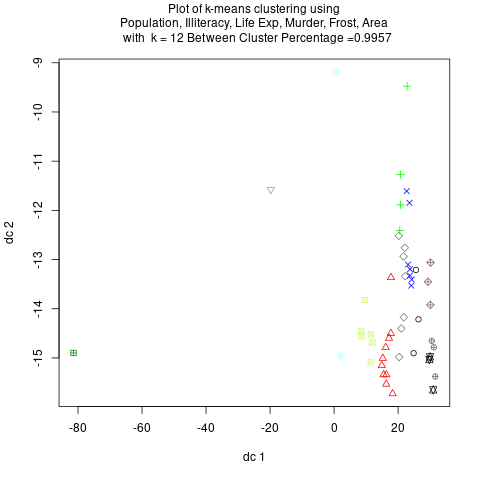 Plot of k-means clustering using
Population, Illiteracy, Life Exp, Murder, Frost, Area
with k = 12 Between Cluster Percentage =0.9957
-9
-10
-11
-12
-13
-14
-15
dc 2
-80
-60
-40
-20
0
20
dc 1